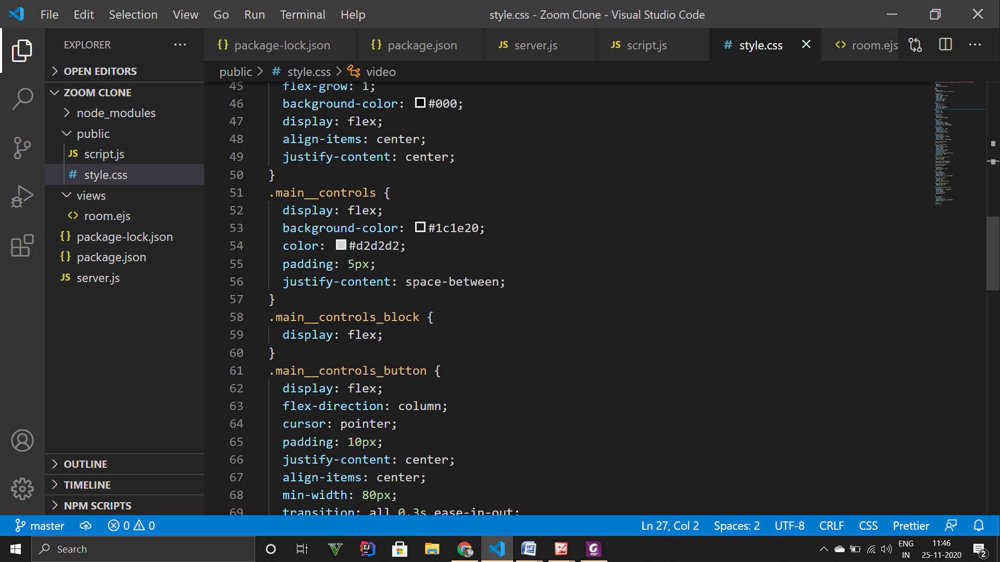 File Edit Selection View Go Run Terminal Help
style.css - Zoom Clone - Visual Studio Code
EXPLORER
OPEN EDITORS
ZOOM CLONE
node_modules
public
JS script.js
# style.css
views
<> room.ejs
{} package-lock.json
{} package.json
JS server.js
OUTLINE
TIMELINE
NPM SCRIPTS
{} package-lock.json {} package.json JS server.js JS script.js # style.css <> room.ejs
public > # style.css > video
45 flex-grow: 1;
46 background-color: #000;
47 display: flex;
48 align-items: center;
49 justify-content: center;
50 }
51 .main__controls {
52 display: flex;
53 background-color: #1c1e20;
54 color: #d2d2d2;
55 padding: 5px;
56 justify-content: space-between;
57 }
58 .main__controls_block {
59 display: flex;
60 }
61 .main__controls_button {
62 display: flex;
63 flex-direction: column;
64 cursor: pointer;
65 padding: 10px;
66 justify-content: center;
67 align-items: center;
68 min-width: 80px;
69 transition: all 0.3s ease-in-out;
master 0 0 Ln 27, Col 2 Spaces: 2 UTF-8 CRLF CSS Prettier
Search
IJ
PDF
ENG
IN
11:46
25-11-2020
2